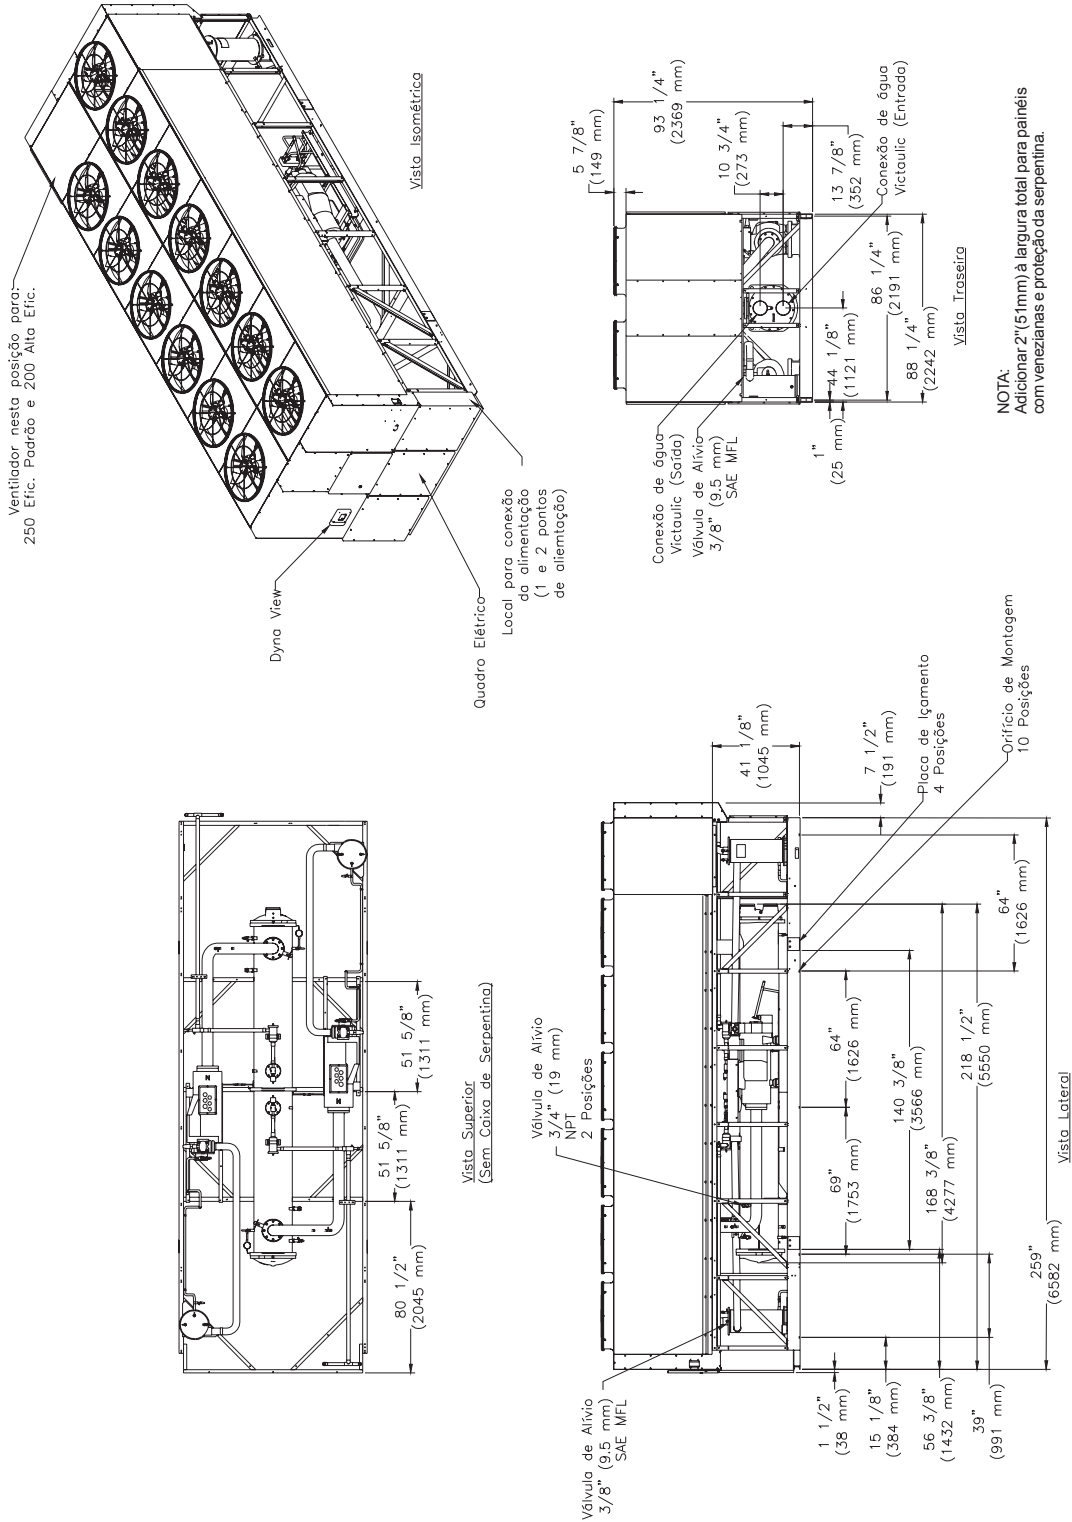 Ventilador nesta posição para:
250 Efic. Padrão e 200 Alta Efic.
Vista Isométrica
Dyna View
Quadro Elétrico
Local para conexão
da alimentação
(1 e 2 pontos
de aliemtação)
80 1/2"
(2045 mm)
51 5/8"
(1311 mm)
51 5/8"
(1311 mm)
Vista Superior
(Sem Caixa de Serpentina)
5 7/8"
(149 mm)
93 1/4"
(2369 mm)
10 3/4"
(273 mm)
13 7/8"
(352 mm)
Conexão de água
Victaulic (Entrada)
Conexão de água
Victaulic (Saída)
Válvula de Alívio
3/8" (9.5 mm)
SAE MFL
1"
(25 mm)
44 1/8"
(1121 mm)
86 1/4"
(2191 mm)
88 1/4"
(2242 mm)
Vista Traseira
NOTA:
Adicionar 2"(51mm) à largura total para painéis
com venezianas e proteção da serpentina.
Válvula de Alívio
3/4" (19 mm)
NPT
2 Posições
Válvula de Alívio
3/8" (9.5 mm)
SAE MFL
41 1/8"
(1045 mm)
7 1/2"
(191 mm)
Placa de Içamento
4 Posições
Orifício de Montagem
10 Posições
1 1/2"
(38 mm)
15 1/8"
(384 mm)
56 3/8"
(1432 mm)
39"
(991 mm)
69"
(1753 mm)
64"
(1626 mm)
64"
(1626 mm)
140 3/8"
(3566 mm)
168 3/8"
(4277 mm)
218 1/2"
(5550 mm)
259"
(6582 mm)
Vista Lateral